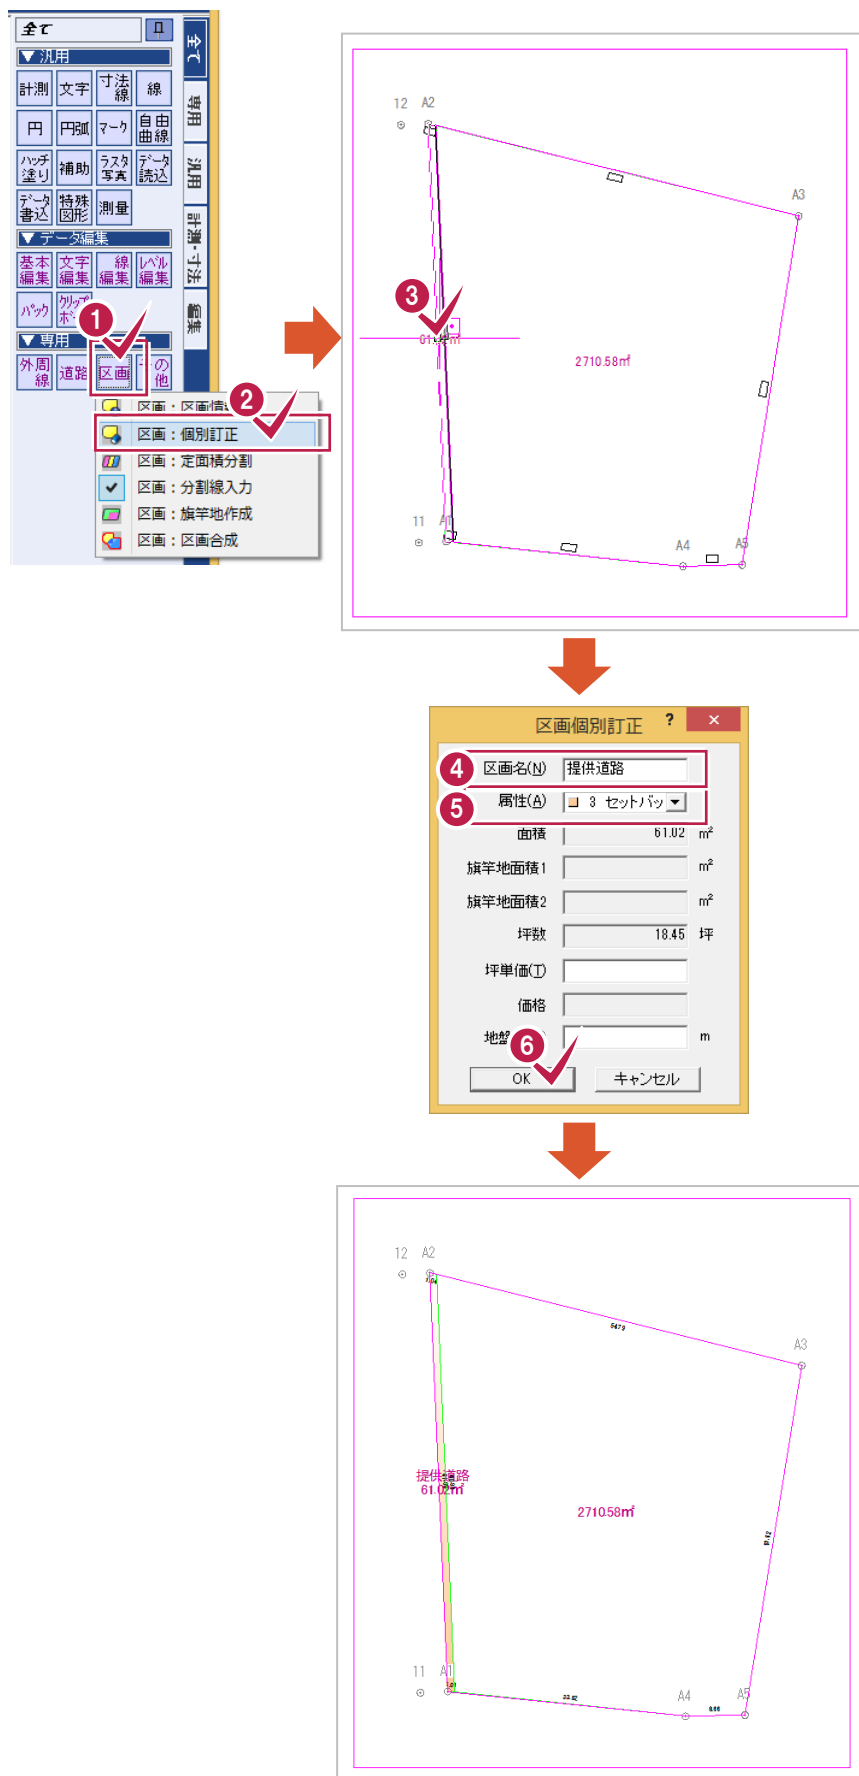 全て
▼ 汎用
計測 文字 寸法線 線
円 円弧 マーク 自由曲線
ハッチ塗り 補助 ラスタ写真 データ読込
データ書込 特殊図形 測量
▼ データ編集
基本編集 文字編集 線編集 レベル編集
パック
▼ 専用
外周線 道路 区画 その他
全て
専用
汎用
計測・寸法
編集
1
2
区画:個別訂正
区画:定面積分割
✓ 区画:分割線入力
区画:旗竿地作成
区画:区画合成
12 A2
A3
3
2710.58㎡
11 A1
A4 A5
区画個別訂正 ? ×
4 区画名(N) 提供道路
5 属性(A) 3 セットバッ
面積 61.02 m²
旗竿地面積1 m²
旗竿地面積2 m²
坪数 18.45 坪
坪単価(T)
価格
地盤 m
6
OK キャンセル
12 A2
A3
提供道路
61.02㎡
2710.58㎡
11 A1
A4 A5